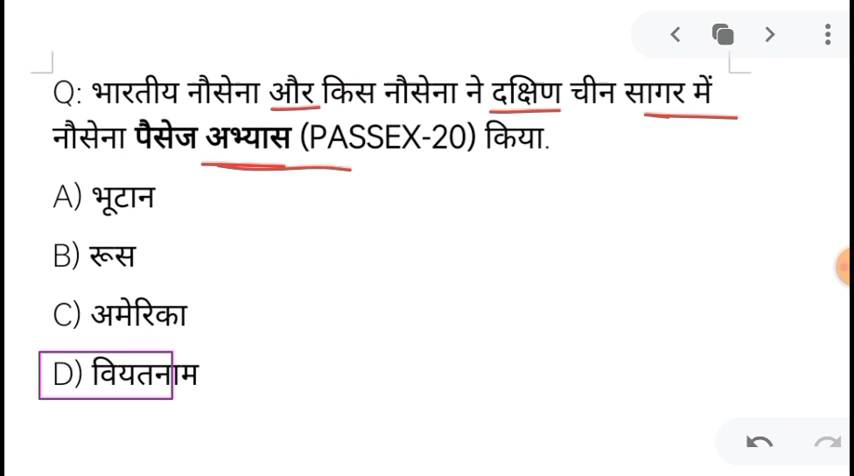 Q: भारतीय नौसेना और किस नौसेना ने दक्षिण चीन सागर में
नौसेना पैसेज अभ्यास (PASSEX-20) किया.
A) भूटान
B) रूस
C) अमेरिका
D) वियतनाम